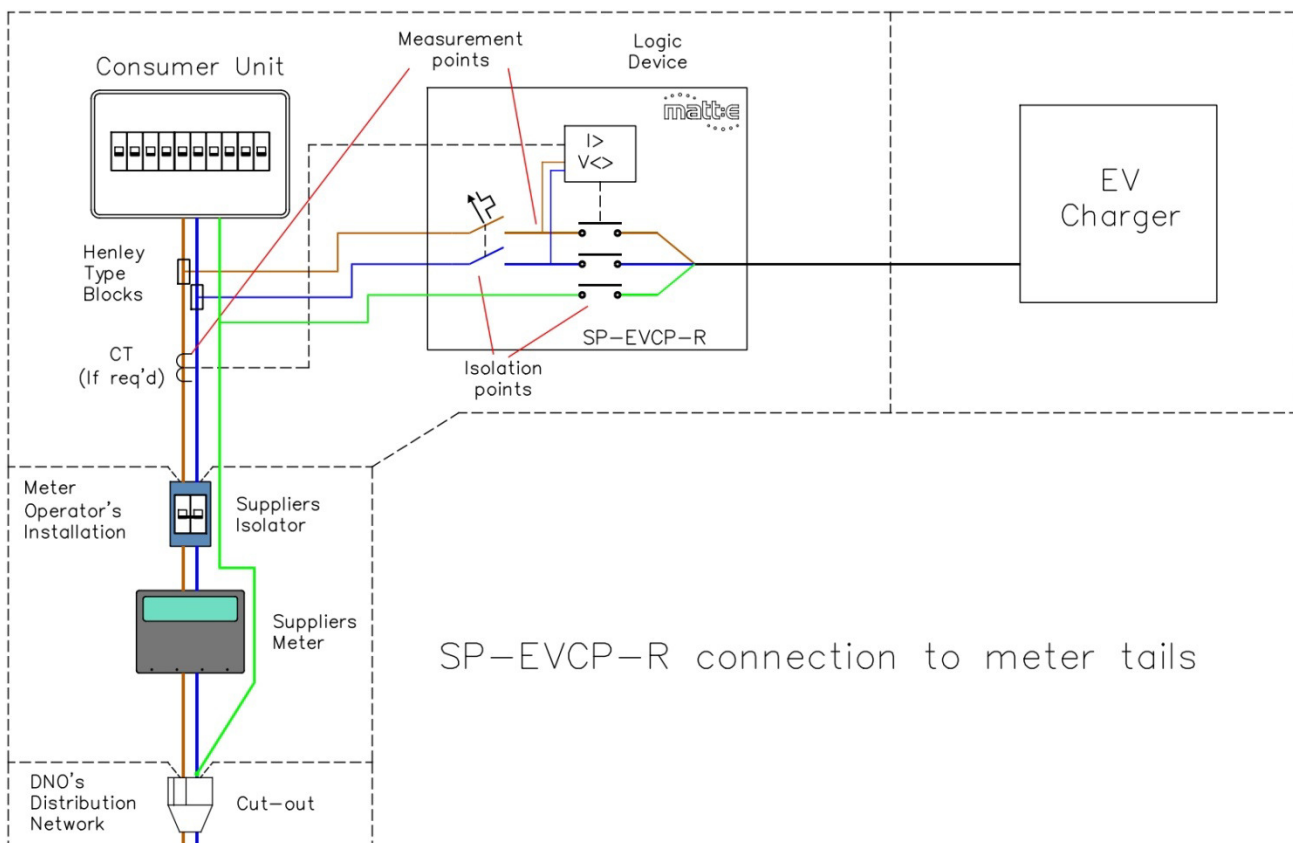 Measurement
points
Logic
Device
Consumer Unit
matt:e
I>
V<>
EV
Charger
Henley
Type
Blocks
SP-EVCP-R
CT
(If req'd)
Isolation
points
Meter
Operator's
Installation
Suppliers
Isolator
Suppliers
Meter
SP-EVCP-R connection to meter tails
DNO's
Distribution
Network
Cut-out